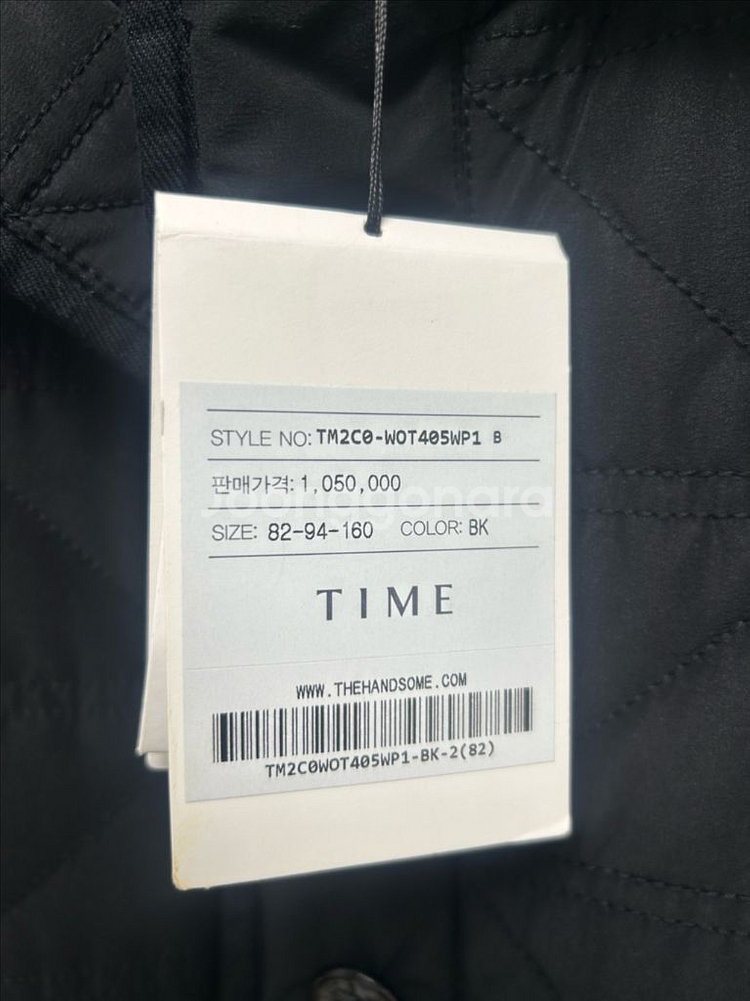 STYLE NO: TM2C0-WOT405WP1 B
판매가격: 1,050,000
Joonggonara
SIZE: 82-94-160 COLOR: BK
TIME
WWW.THEHANDSOME.COM
TM2C0WOT405WP1-BK-2(82)